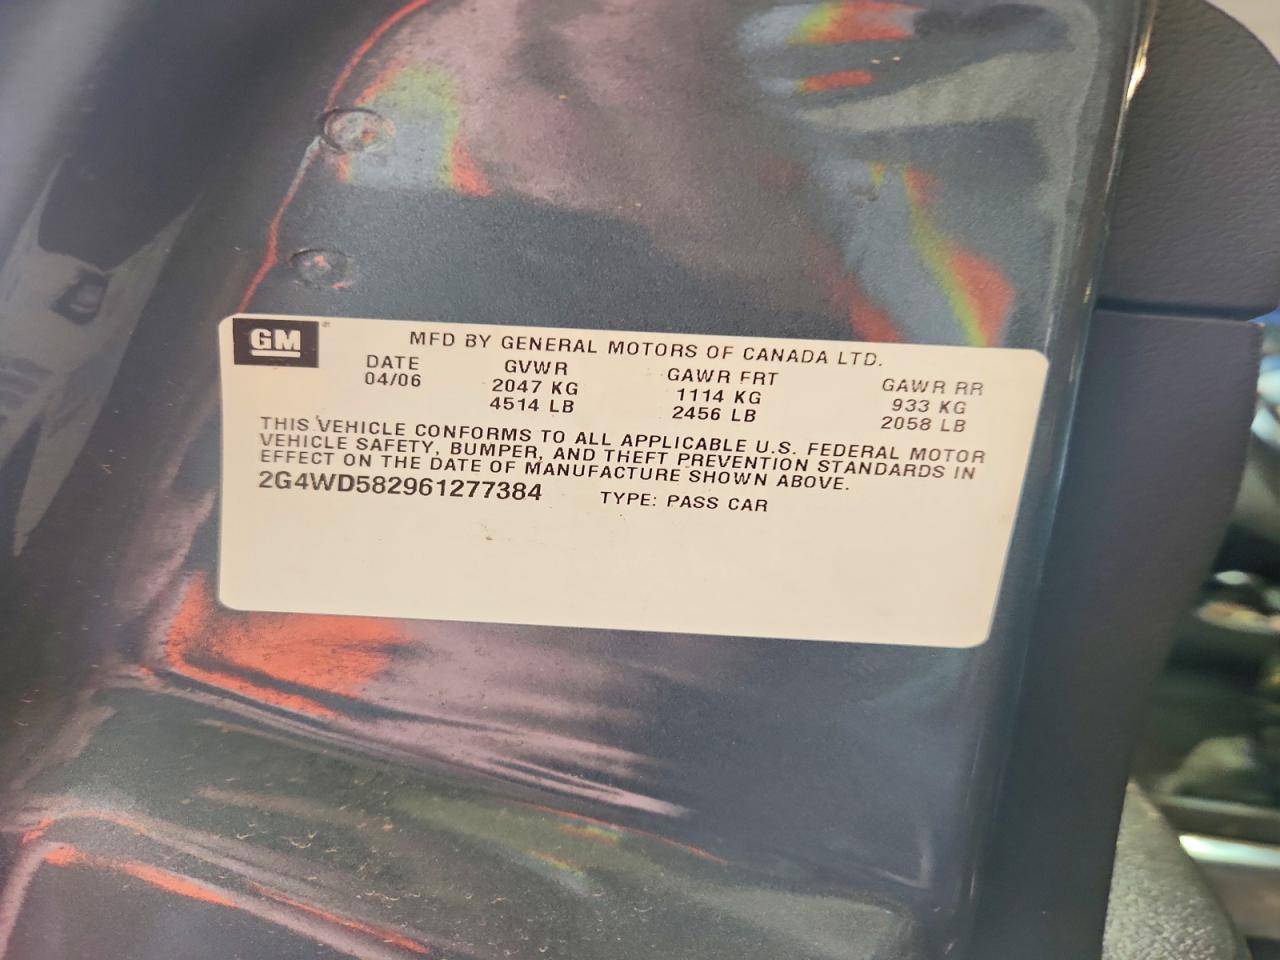 GM
MFD BY GENERAL MOTORS OF CANADA LTD.
DATE GVWR GAWR FRT GAWR RR
04/06 2047 KG 1114 KG 933 KG
4514 LB 2456 LB 2058 LB
THIS VEHICLE CONFORMS TO ALL APPLICABLE U.S. FEDERAL MOTOR
VEHICLE SAFETY, BUMPER, AND THEFT PREVENTION STANDARDS IN
EFFECT ON THE DATE OF MANUFACTURE SHOWN ABOVE.
2G4WD582961277384 TYPE: PASS CAR